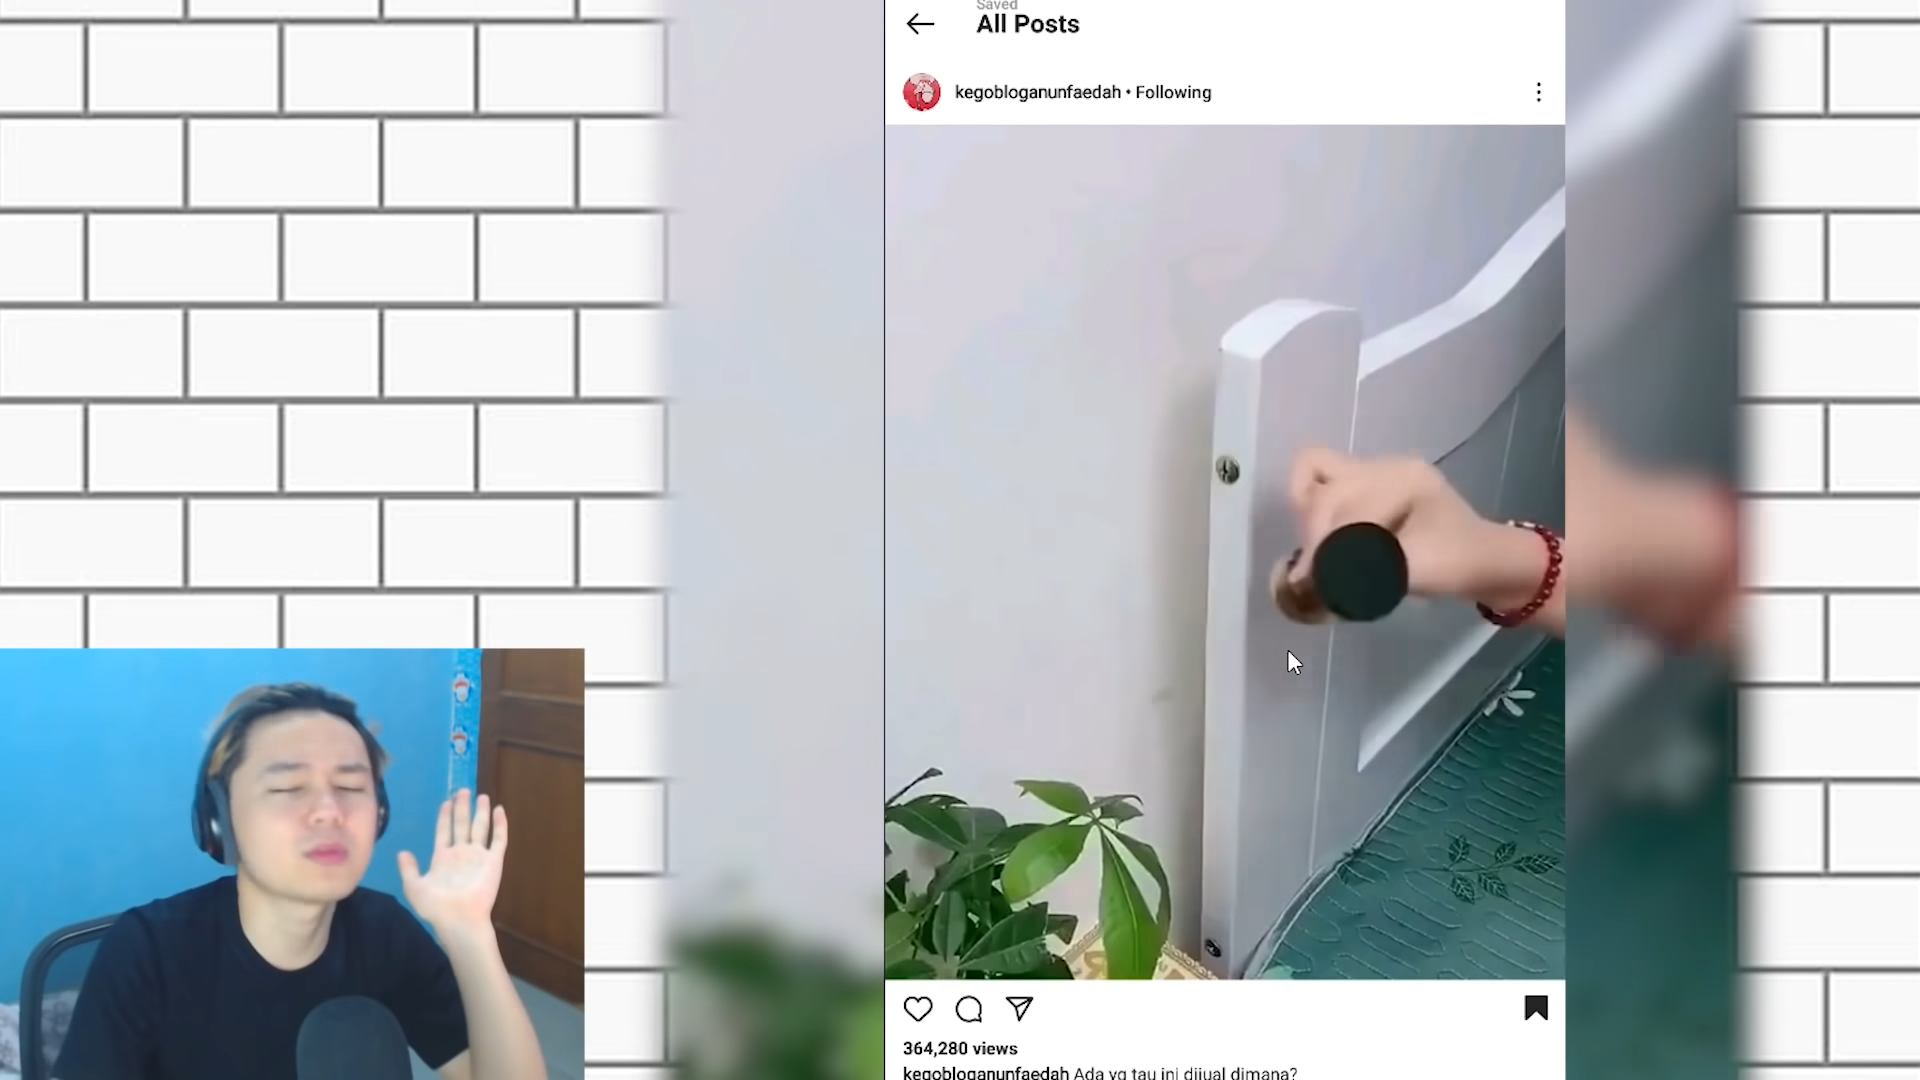 Saved
All Posts
kegobloganunfaedah • Following
364,280 views
kegobloganunfaedah Ada yg tau ini dijual dimana?